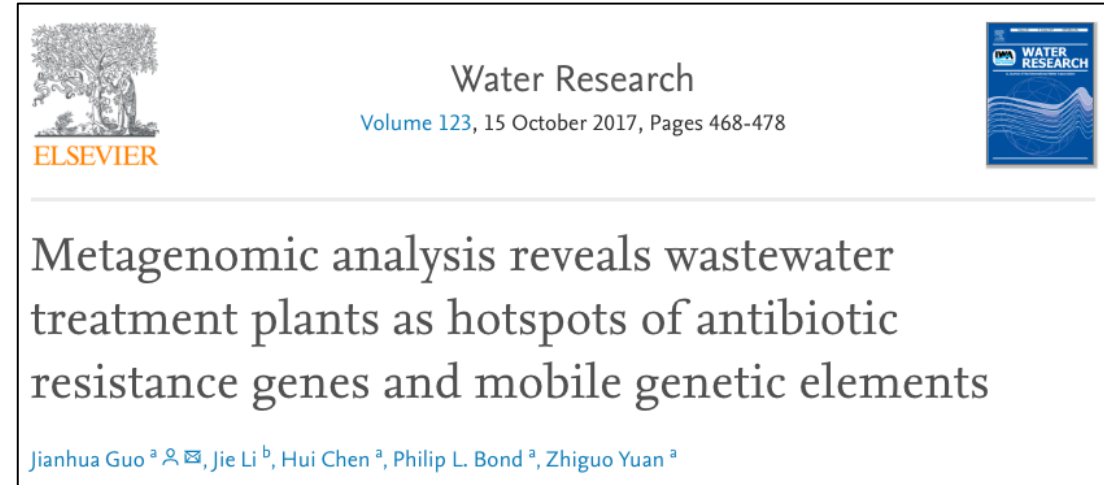 ELSEVIER
Water Research
Volume 123, 15 October 2017, Pages 468-478
IWA
WATER
RESEARCH
Metagenomic analysis reveals wastewater
treatment plants as hotspots of antibiotic
resistance genes and mobile genetic elements
Jianhua Guo ᵃ, Jie Li ᵇ, Hui Chen ᵃ, Philip L. Bond ᵃ, Zhiguo Yuan ᵃ